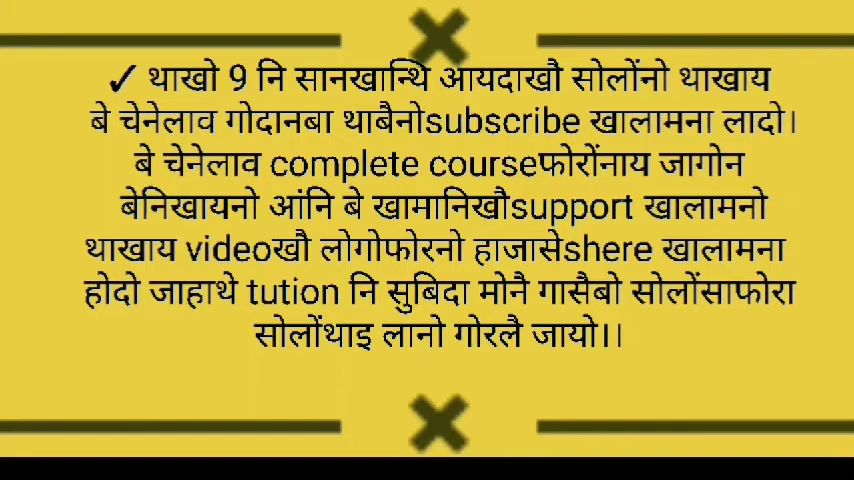 ✓ थाखो 9 नि सानखान्थि आयदाखौ सोलोंनो थाखाय
बे चेनेलाव गोदानबा थाबैनोsubscribe खालामना लादो।
बे चेनेलाव complete courseफोरोंनाय जागोन
बेनिखायनो आंनि बे खामानिखौsupport खालामनो
थाखाय videoखौ लोगोफोरनो हाजासेshere खालामना
होदो जाहाथे tution नि सुबिदा मोनै गासैबो सोलोंसाफोरा
सोलोंथाइ लानो गोरलै जायो।।